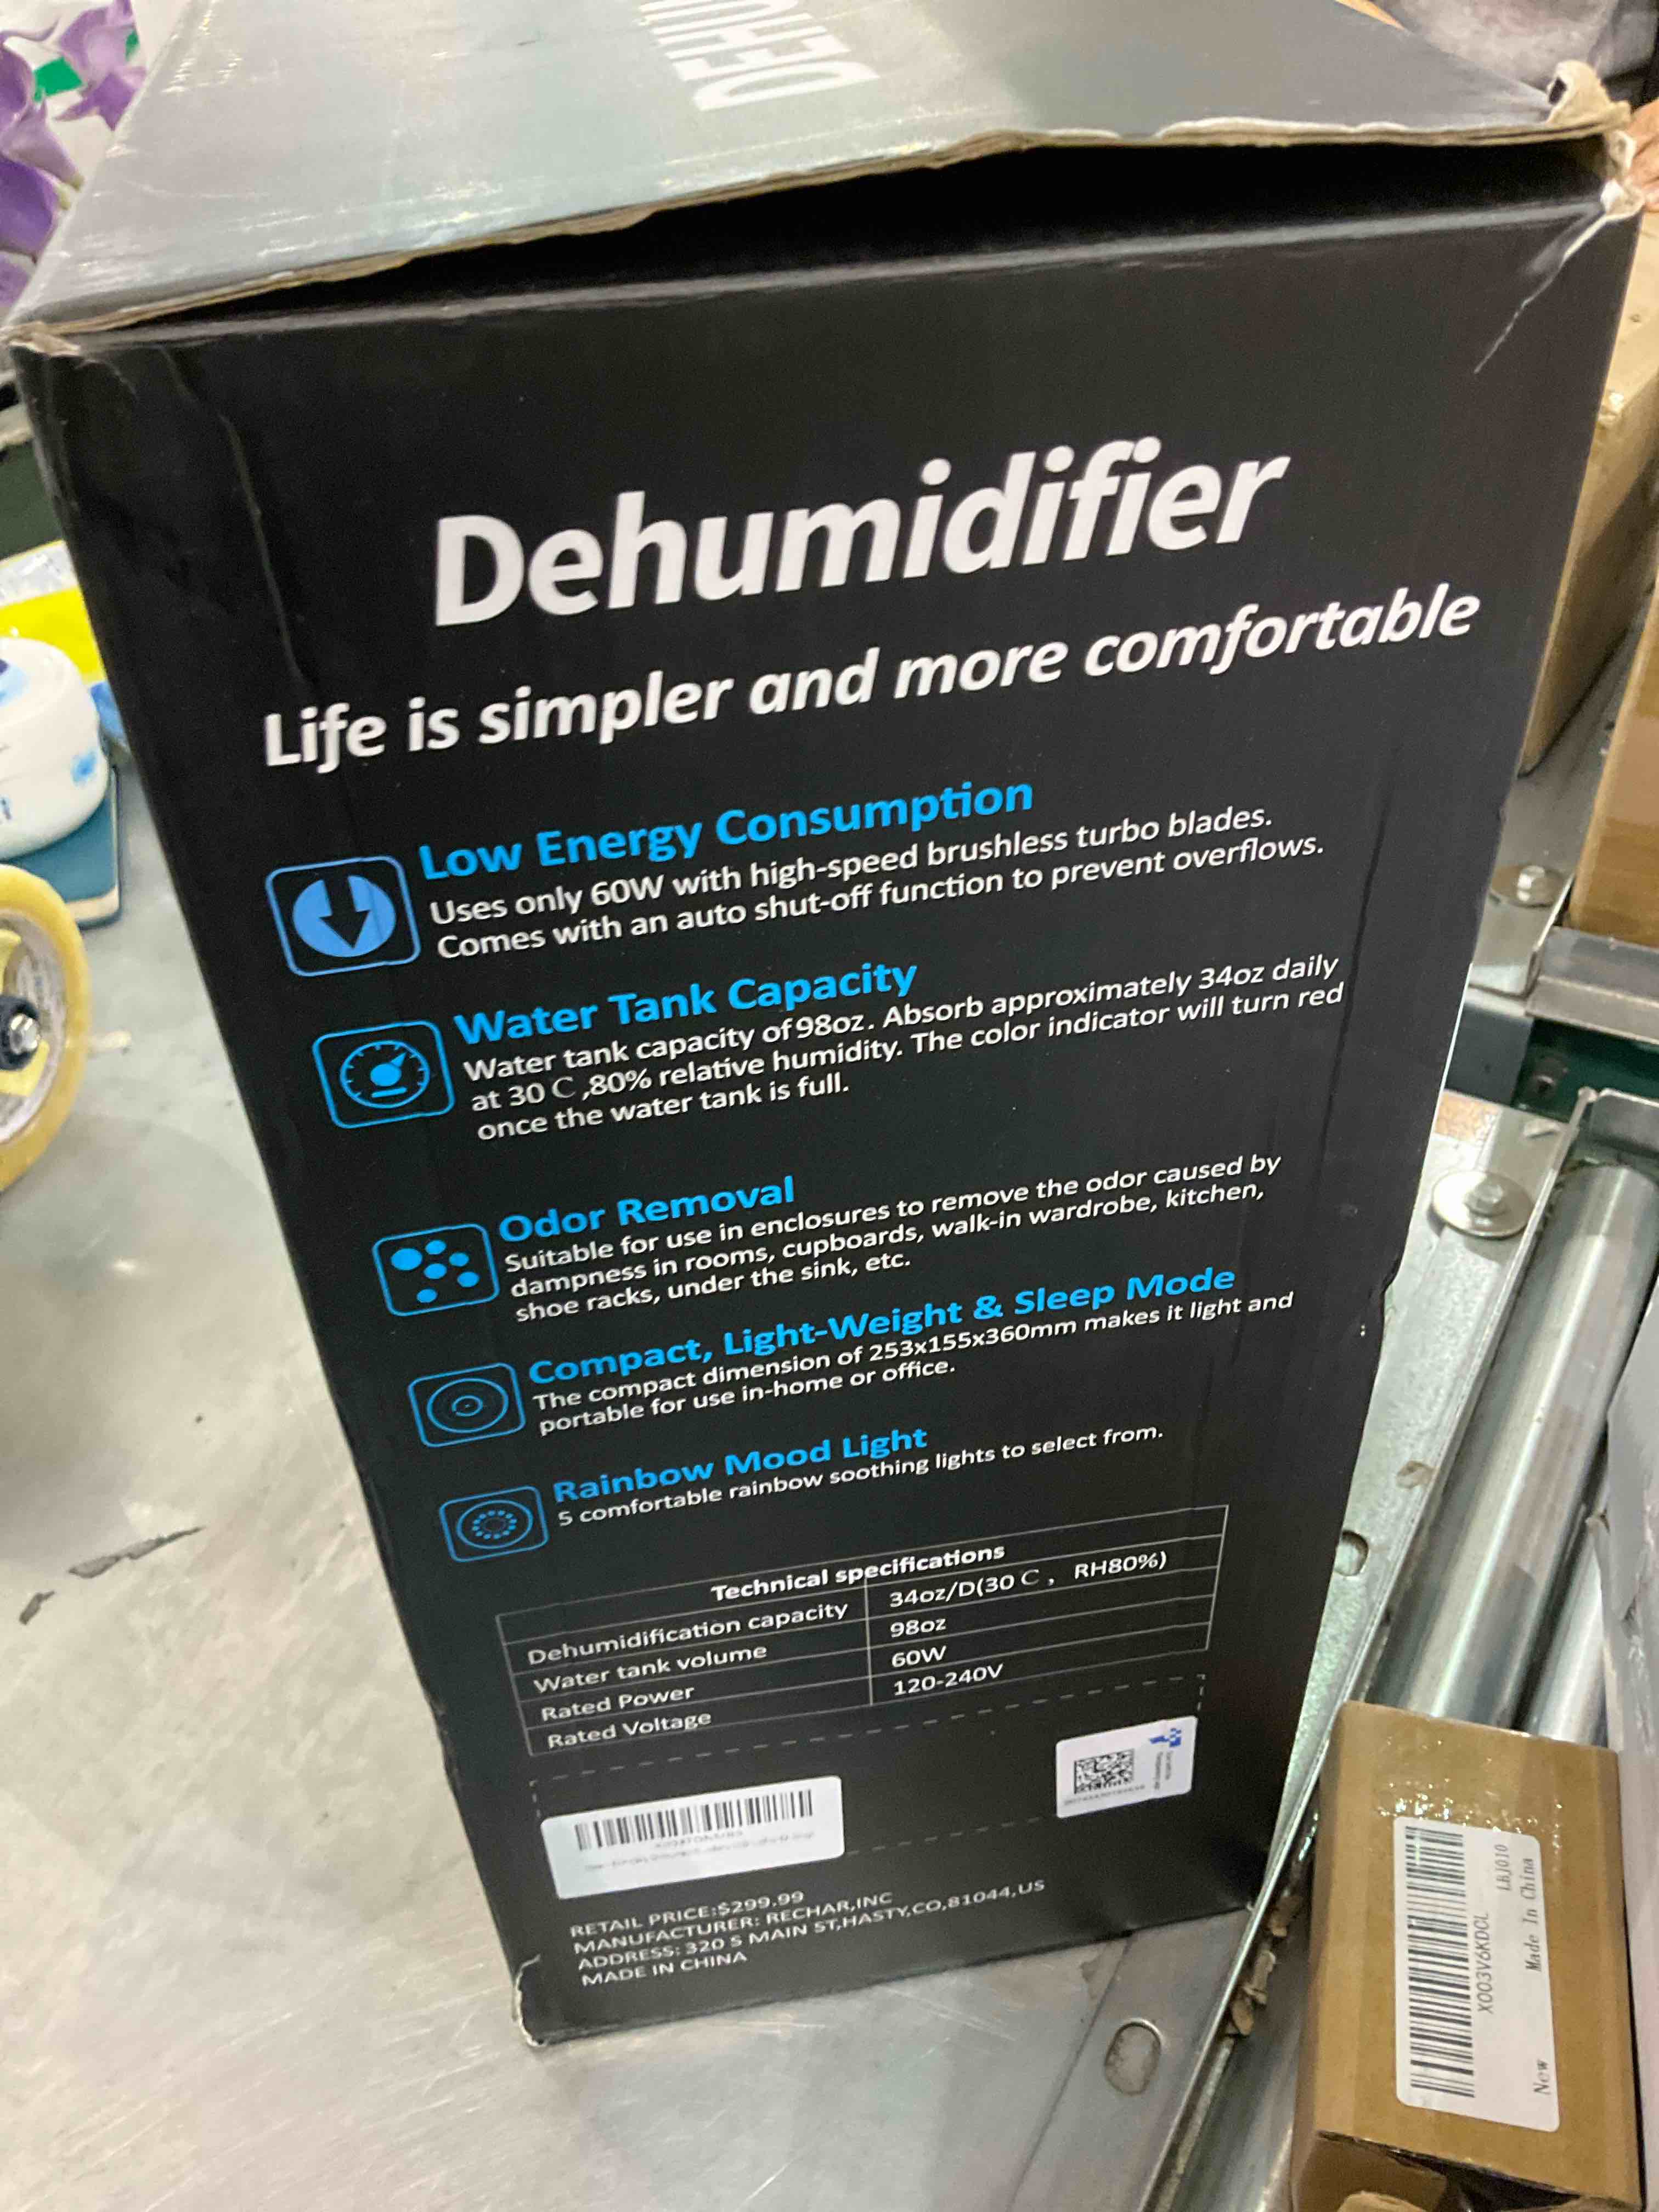 DEHU
Dehumidifier
Life is simpler and more comfortable
Low Energy Consumption
Uses only 60W with high-speed brushless turbo blades.
Comes with an auto shut-off function to prevent overflows.
Water Tank Capacity
Water tank capacity of 98oz. Absorb approximately 34oz daily
at 30 C ,80% relative humidity. The color indicator will turn red
once the water tank is full.
Odor Removal
Suitable for use in enclosures to remove the odor caused by
dampness in rooms, cupboards, walk-in wardrobe, kitchen,
shoe racks, under the sink, etc.
Compact, Light-Weight & Sleep Mode
The compact dimension of 253x155x360mm makes it light and
portable for use in-home or office.
Rainbow Mood Light
5 comfortable rainbow soothing lights to select from.
Technical specifications
Dehumidification capacity 34oz/D(30 C , RH80%)
Water tank volume 98oz
Rated Power 60W
Rated Voltage 120-240V
RETAIL PRICE:$299.99
MANUFACTURER: RECHAR,INC
ADDRESS: 320 S MAIN ST,HASTY,CO,81044,US
MADE IN CHINA
X003V6KDCL
LBJ010
New Made In China